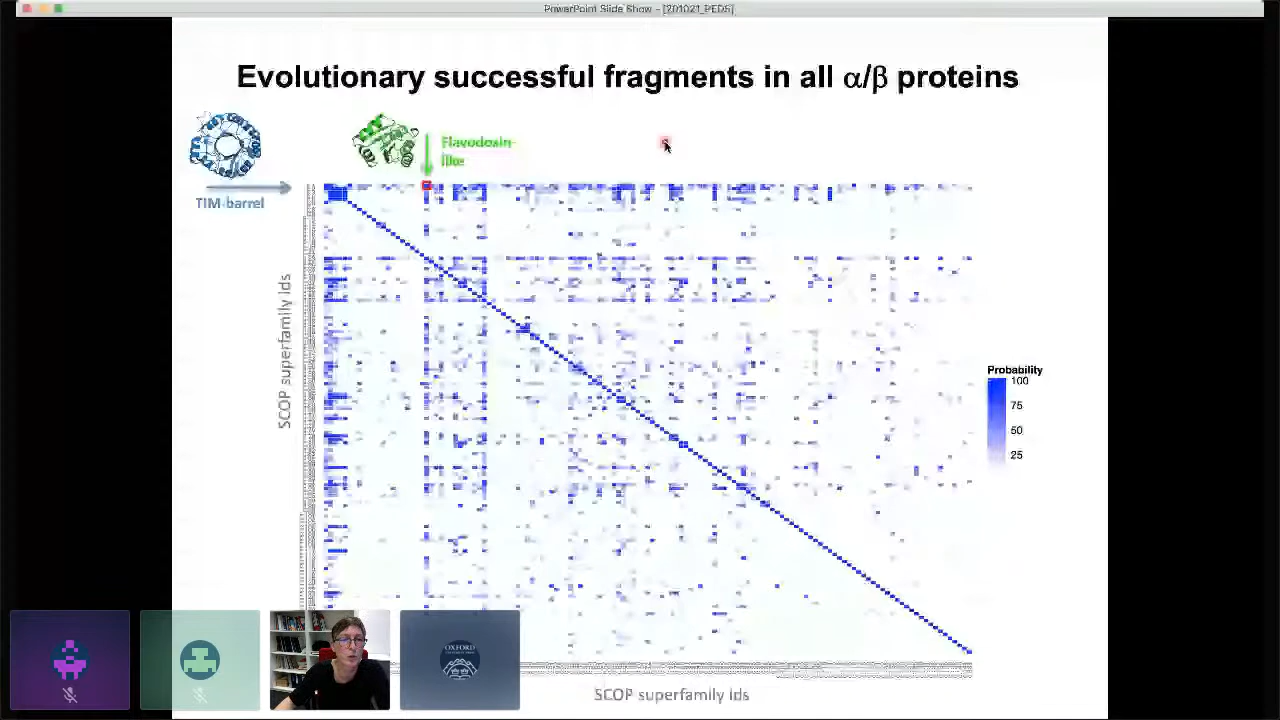 PowerPoint Slide Show - [201021_PEDS]
Evolutionary successful fragments in all α/β proteins
Flavodoxin-
like
TIM-barrel
SCOP superfamily ids
Probability
100
75
50
25
OXFORD
SCOP superfamily ids